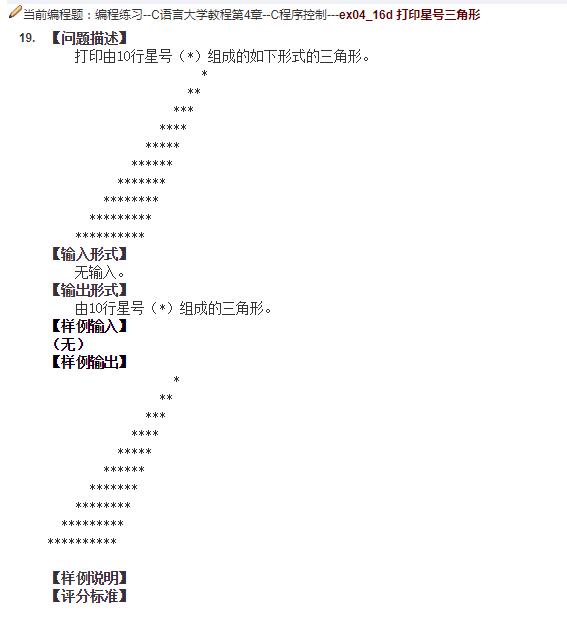 当前编程题：编程练习--C语言大学教程第4章--C程序控制---ex04_16d 打印星号三角形
19. 【问题描述】
打印由10行星号（*）组成的如下形式的三角形。
*
**
***
****
*****
******
*******
********
*********
**********
【输入形式】
无输入。
【输出形式】
由10行星号（*）组成的三角形。
【样例输入】
（无）
【样例输出】
*
**
***
****
*****
******
*******
********
*********
**********
【样例说明】
【评分标准】